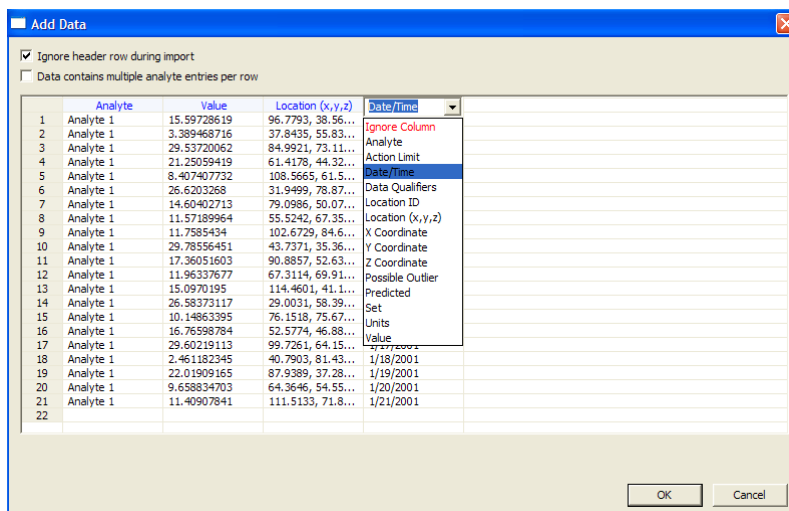 Add Data
Ignore header row during import
Data contains multiple analyte entries per row
Analyte Value Location (x,y,z) Date/Time
1 Analyte 1 15.59728619 96.7793, 38.56...
2 Analyte 1 3.389468716 37.8435, 55.83...
3 Analyte 1 29.53720062 84.9921, 73.11...
4 Analyte 1 21.25059419 61.4178, 44.32...
5 Analyte 1 8.407407732 108.5665, 61.5...
6 Analyte 1 26.6203268 31.9499, 78.87...
7 Analyte 1 14.60402713 79.0986, 50.07...
8 Analyte 1 11.57189964 55.5242, 67.35...
9 Analyte 1 11.7585434 102.6729, 84.6...
10 Analyte 1 29.78556451 43.7371, 35.36...
11 Analyte 1 17.36051603 90.8857, 52.63...
12 Analyte 1 11.96337677 67.3114, 69.91...
13 Analyte 1 15.0970195 114.4601, 41.1...
14 Analyte 1 26.58373117 29.0031, 58.39...
15 Analyte 1 10.14863395 76.1518, 75.67...
16 Analyte 1 16.76598784 52.5774, 46.88...
17 Analyte 1 29.60219113 99.7261, 64.15... 1/17/2001
18 Analyte 1 2.461182345 40.7903, 81.43... 1/18/2001
19 Analyte 1 22.01909165 87.9389, 37.28... 1/19/2001
20 Analyte 1 9.658834703 64.3646, 54.55... 1/20/2001
21 Analyte 1 11.40907841 111.5133, 71.8... 1/21/2001
22
Ignore Column
Analyte
Action Limit
Date/Time
Data Qualifiers
Location ID
Location (x,y,z)
X Coordinate
Y Coordinate
Z Coordinate
Possible Outlier
Predicted
Set
Units
Value
OK Cancel